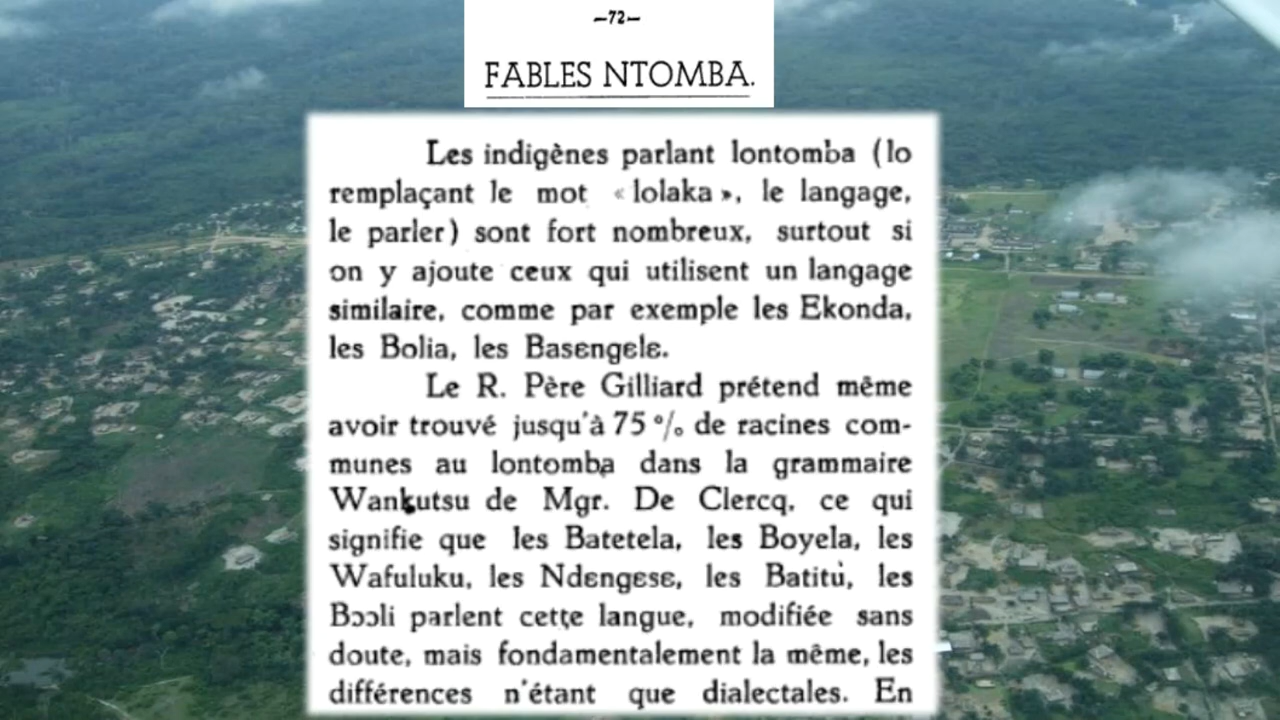 —72—
FABLES NTOMBA.
Les indigènes parlant lontomba (lo
remplaçant le mot «lolaka», le langage,
le parler) sont fort nombreux, surtout si
on y ajoute ceux qui utilisent un langage
similaire, comme par exemple les Ekonda,
les Bolia, les Basɛngɛlɛ.
Le R. Père Gilliard prétend même
avoir trouvé jusqu'à 75 % de racines com-
munes au lontomba dans la grammaire
Wankutsu de Mgr. De Clercq, ce qui
signifie que les Batetela, les Boyela, les
Wafuluku, les Ndɛngɛsɛ, les Batitù, les
Bɔɔli parlent cette langue, modifiée sans
doute, mais fondamentalement la même, les
différences n'étant que dialectales. En